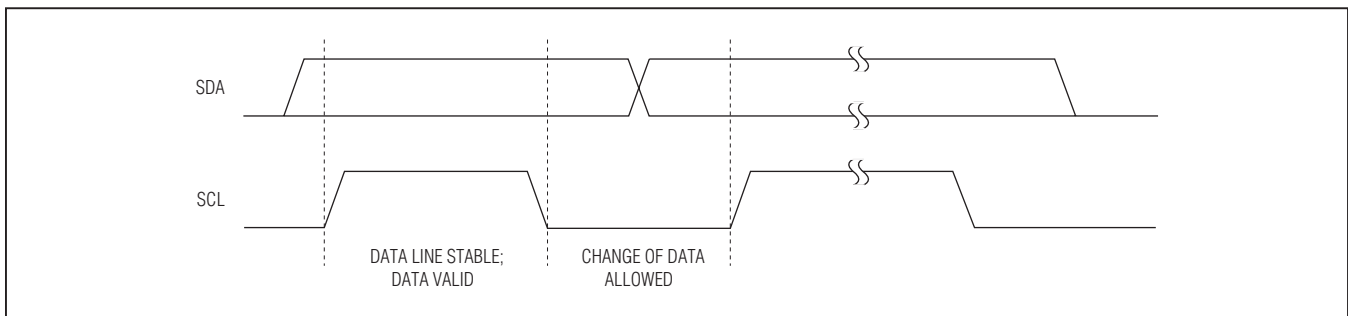 SDA
SCL
DATA LINE STABLE;
DATA VALID
CHANGE OF DATA
ALLOWED